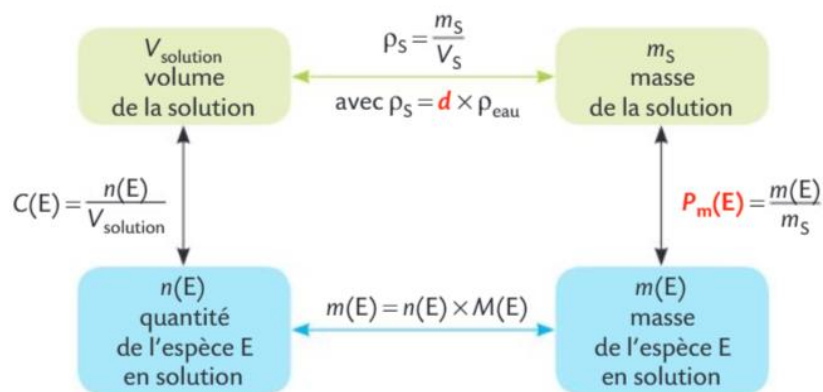 V_solution
volume
de la solution
ρ_S = m_S / V_S
avec ρ_S = d × ρ_eau
m_S
masse
de la solution
C(E) = n(E) / V_solution
P_m(E) = m(E) / m_S
n(E)
quantité
de l'espèce E
en solution
m(E) = n(E) × M(E)
m(E)
masse
de l'espèce E
en solution